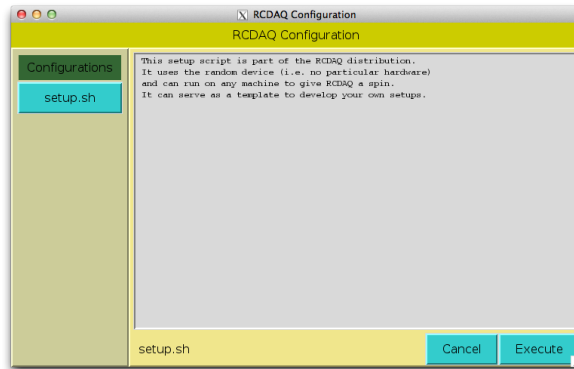 RCDAQ Configuration
RCDAQ Configuration
Configurations
setup.sh
This setup script is part of the RCDAQ distribution.
It uses the random device (i.e. no particular hardware)
and can run on any machine to give RCDAQ a spin.
It can serve as a template to develop your own setups.
setup.sh
Cancel
Execute